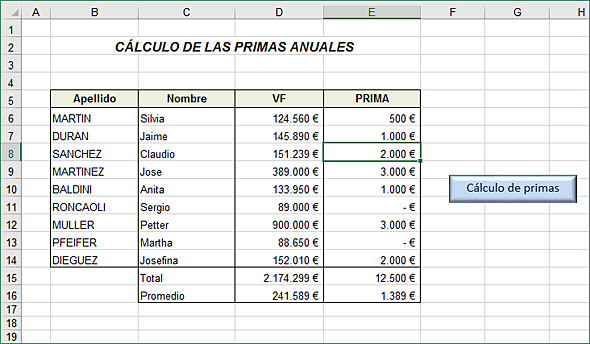 A B C D E F G H
1
2 CÁLCULO DE LAS PRIMAS ANUALES
3
4
5 Apellido Nombre VF PRIMA
6 MARTIN Silvia 124.560 € 500 €
7 DURAN Jaime 145.890 € 1.000 €
8 SANCHEZ Claudio 151.239 € 2.000 €
9 MARTINEZ Jose 389.000 € 3.000 €
10 BALDINI Anita 133.950 € 1.000 € Cálculo de primas
11 RONCAOLI Sergio 89.000 € - €
12 MULLER Petter 900.000 € 3.000 €
13 PFEIFER Martha 88.650 € - €
14 DIEGUEZ Josefina 152.010 € 2.000 €
15 Total 2.174.299 € 12.500 €
16 Promedio 241.589 € 1.389 €
17
18
19